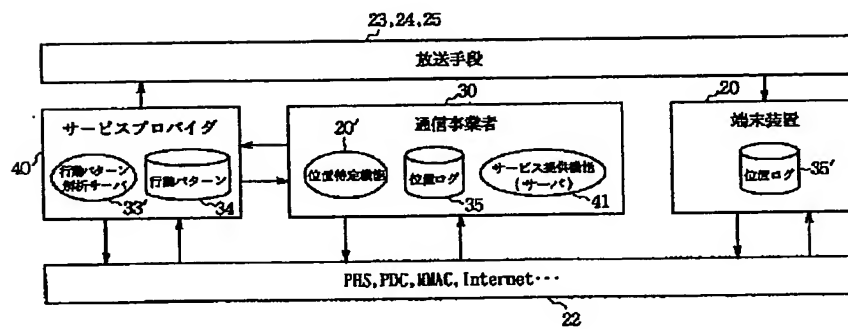 23,24,25
放送手段
サービスプロバイダ
40
行動パターン
解析サーバ
33'
行動パターン
34
30
通信事業者
20'
位置特定機能
位置ログ
35
サービス提供機能
(サーバ)
41
20
端末装置
位置ログ
35'
PHS,PDC,MMAC,Internet…
22